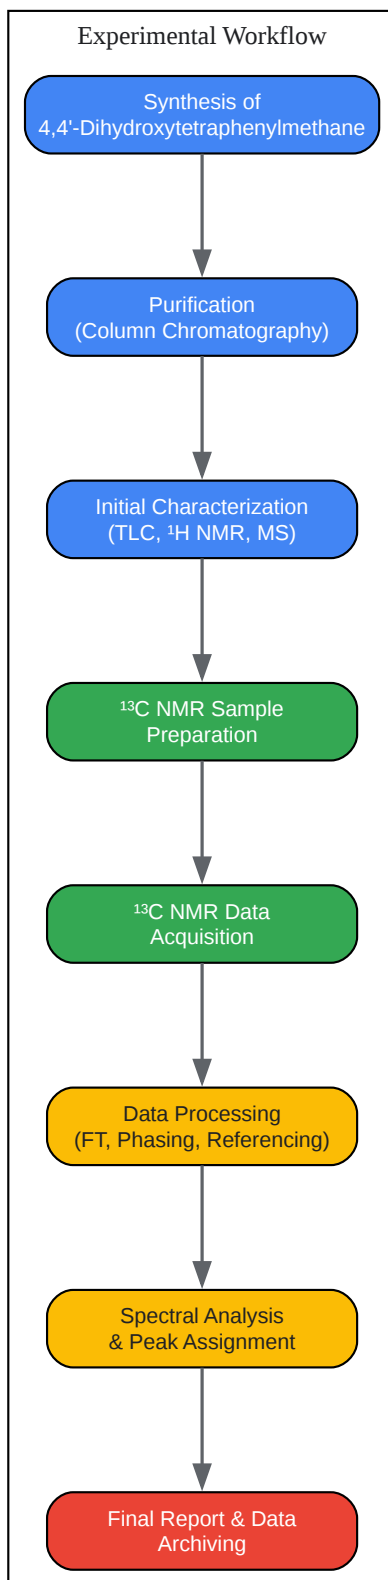 Experimental Workflow
Synthesis of
4,4'-Dihydroxytetraphenylmethane
Purification
(Column Chromatography)
Initial Characterization
(TLC, ¹H NMR, MS)
¹³C NMR Sample
Preparation
¹³C NMR Data
Acquisition
Data Processing
(FT, Phasing, Referencing)
Spectral Analysis
& Peak Assignment
Final Report & Data
Archiving